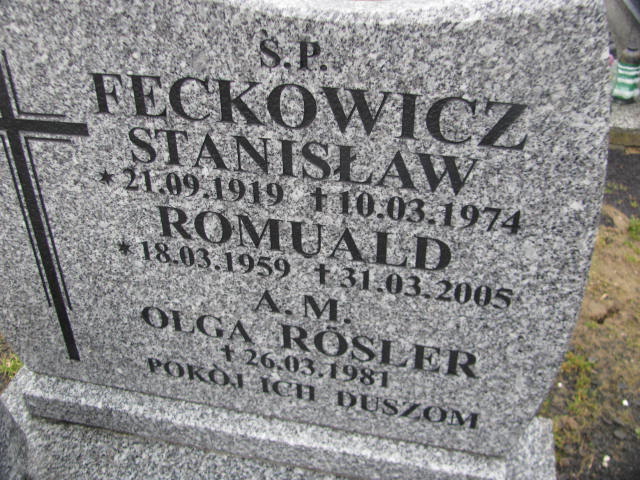 Ś.P.
FECKOWICZ
STANISŁAW
*21.09.1919 †10.03.1974
ROMUALD
*18.03.1959 †31.03.2005
A.M.
OLGA RÖSLER
†26.03.1981
POKÓJ ICH DUSZOM